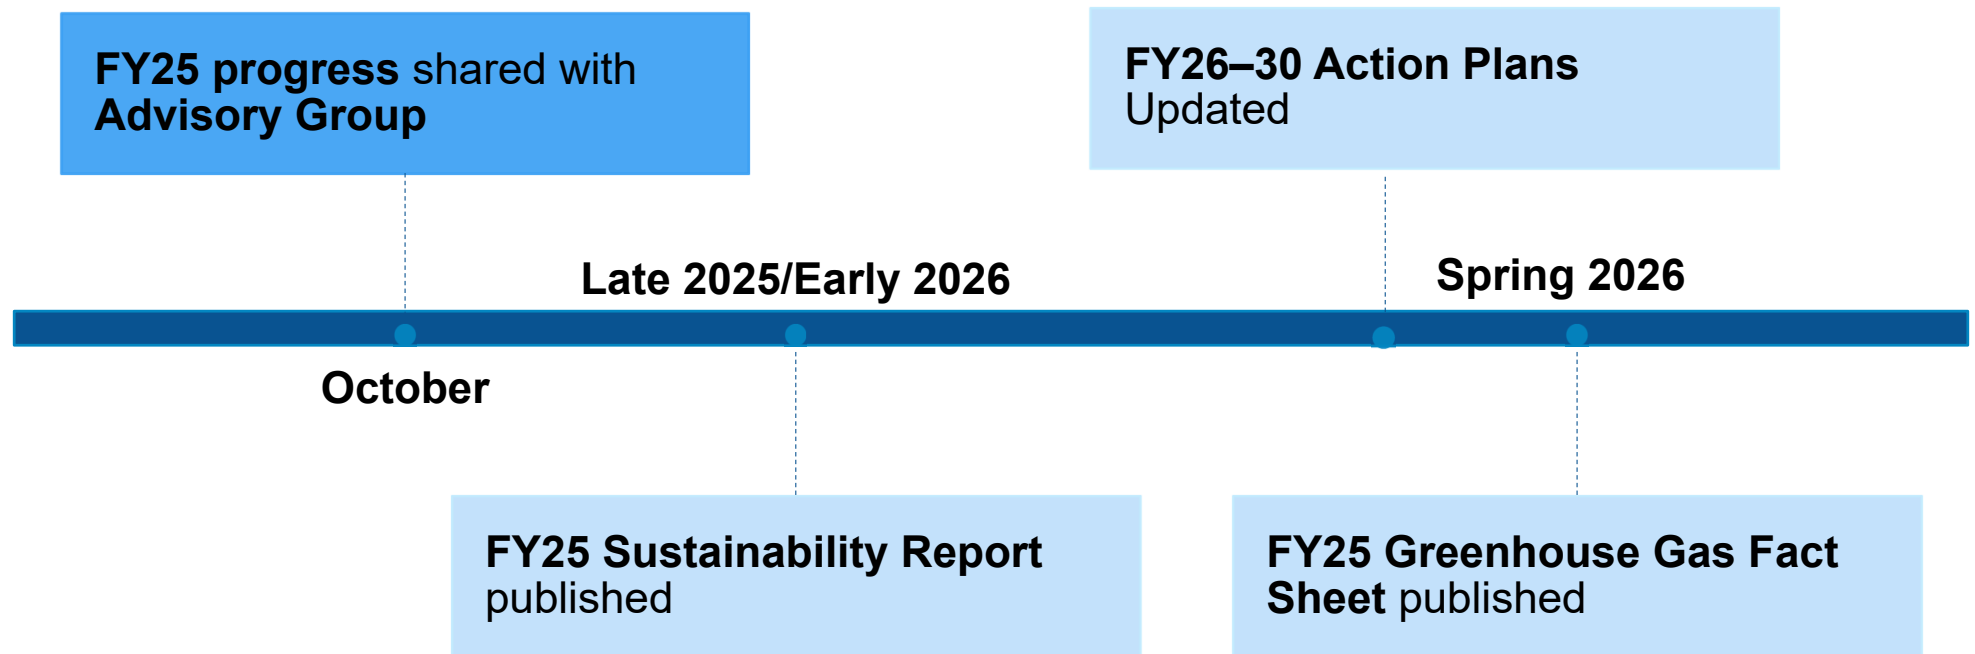 FY25 progress shared with
Advisory Group
FY26–30 Action Plans
Updated
Late 2025/Early 2026
Spring 2026
October
FY25 Sustainability Report
published
FY25 Greenhouse Gas Fact
Sheet published